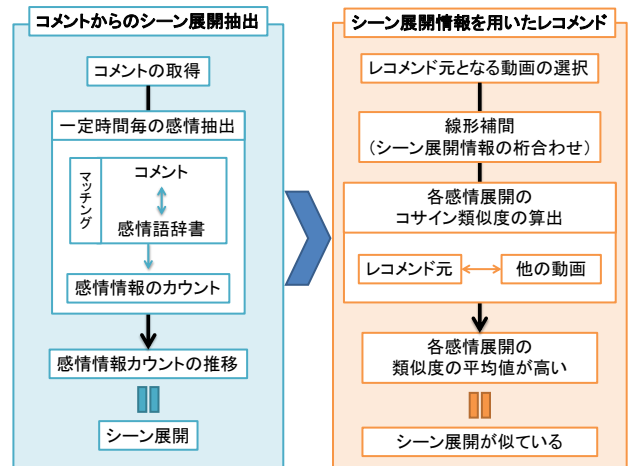 コメントからのシーン展開抽出
コメントの取得
一定時間毎の感情抽出
マッチング
コメント
感情語辞書
感情情報のカウント
感情情報カウントの推移
シーン展開
シーン展開情報を用いたレコメンド
レコメンド元となる動画の選択
線形補間
（シーン展開情報の桁合わせ）
各感情展開の
コサイン類似度の算出
レコメンド元
他の動画
各感情展開の
類似度の平均値が高い
シーン展開が似ている